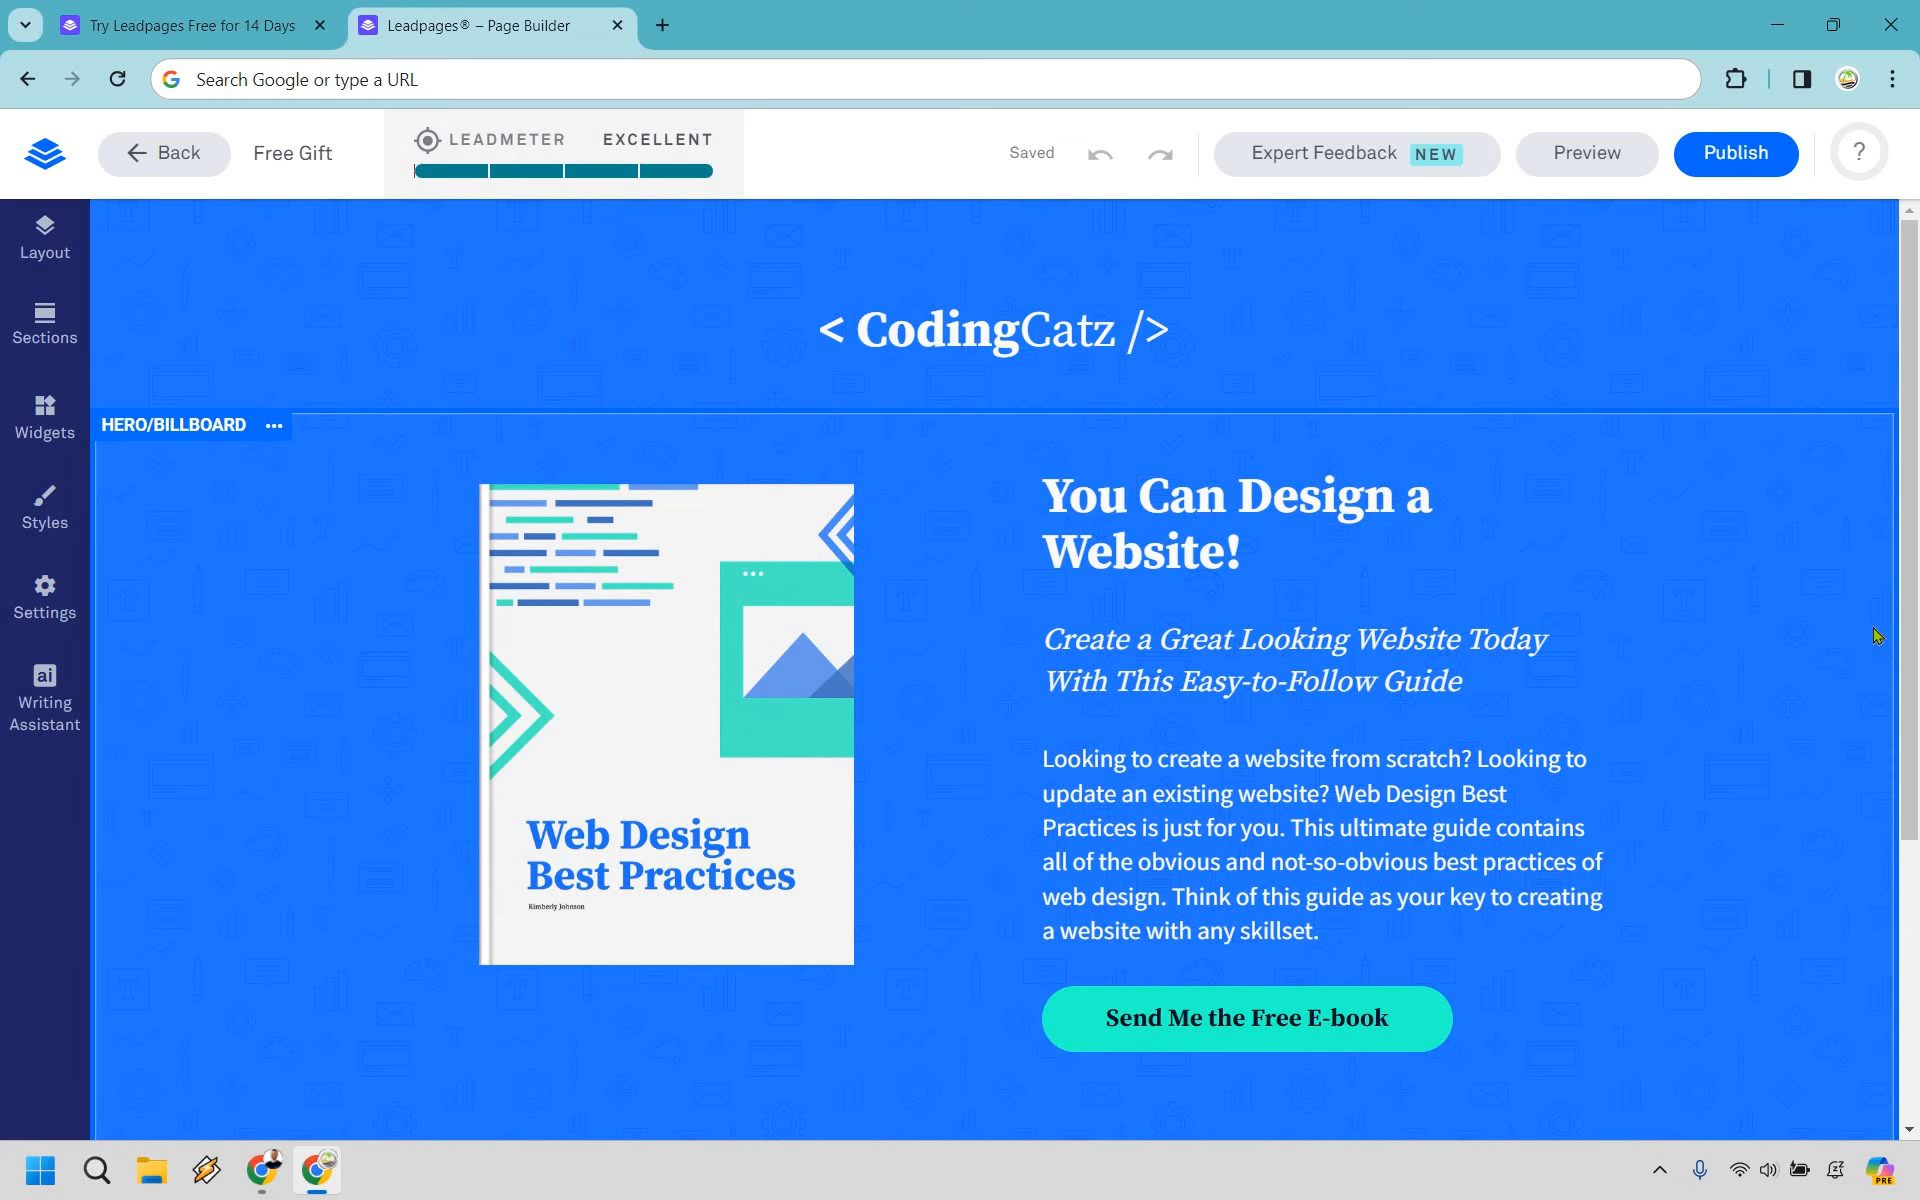 Try Leadpages Free for 14 Days
Leadpages® – Page Builder
Search Google or type a URL
Back
Free Gift
LEADMETER EXCELLENT
Saved
Expert Feedback NEW
Preview
Publish
?
Layout
Sections
Widgets
Styles
Settings
ai
Writing
Assistant
< CodingCatz />
HERO/BILLBOARD
Web Design
Best Practices
Kimberly Johnson
You Can Design a
Website!
Create a Great Looking Website Today
With This Easy-to-Follow Guide
Looking to create a website from scratch? Looking to
update an existing website? Web Design Best
Practices is just for you. This ultimate guide contains
all of the obvious and not-so-obvious best practices of
web design. Think of this guide as your key to creating
a website with any skillset.
Send Me the Free E-book
PRE